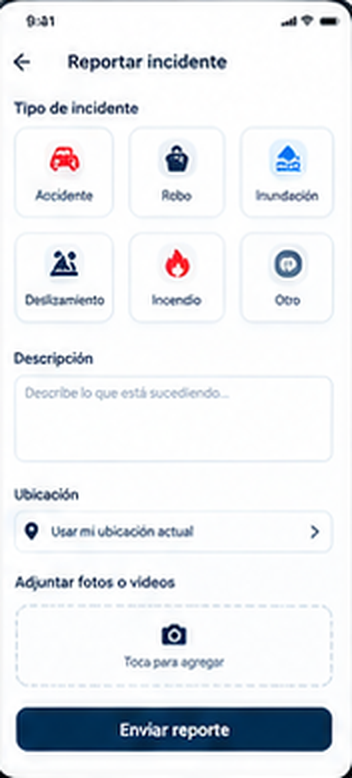 9:41
Reportar incidente
Tipo de incidente
Accidente
Robo
Inundación
Deslizamiento
Incendio
Otro
Descripción
Describe lo que está sucediendo...
Ubicación
Usar mi ubicación actual
Adjuntar fotos o videos
Toca para agregar
Enviar reporte